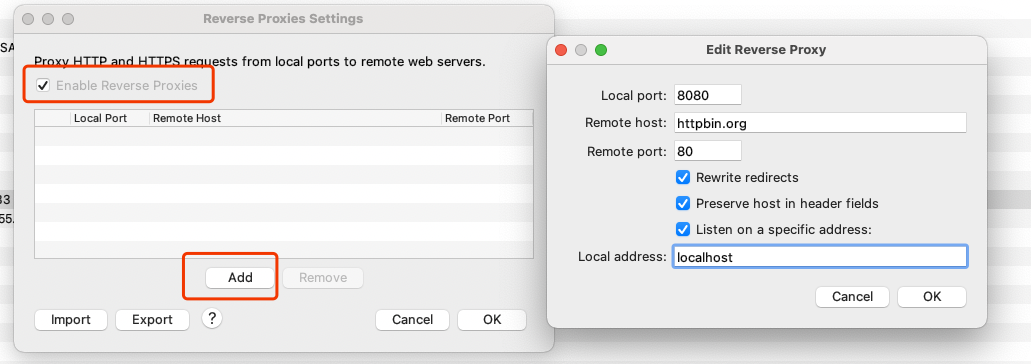 Reverse Proxies Settings
SA
Proxy HTTP and HTTPS requests from local ports to remote web servers.
Enable Reverse Proxies
Local Port Remote Host Remote Port
33
55.
Add Remove
Import Export ? Cancel OK
Edit Reverse Proxy
Local port: 8080
Remote host: httpbin.org
Remote port: 80
Rewrite redirects
Preserve host in header fields
Listen on a specific address:
Local address: localhost
Cancel OK